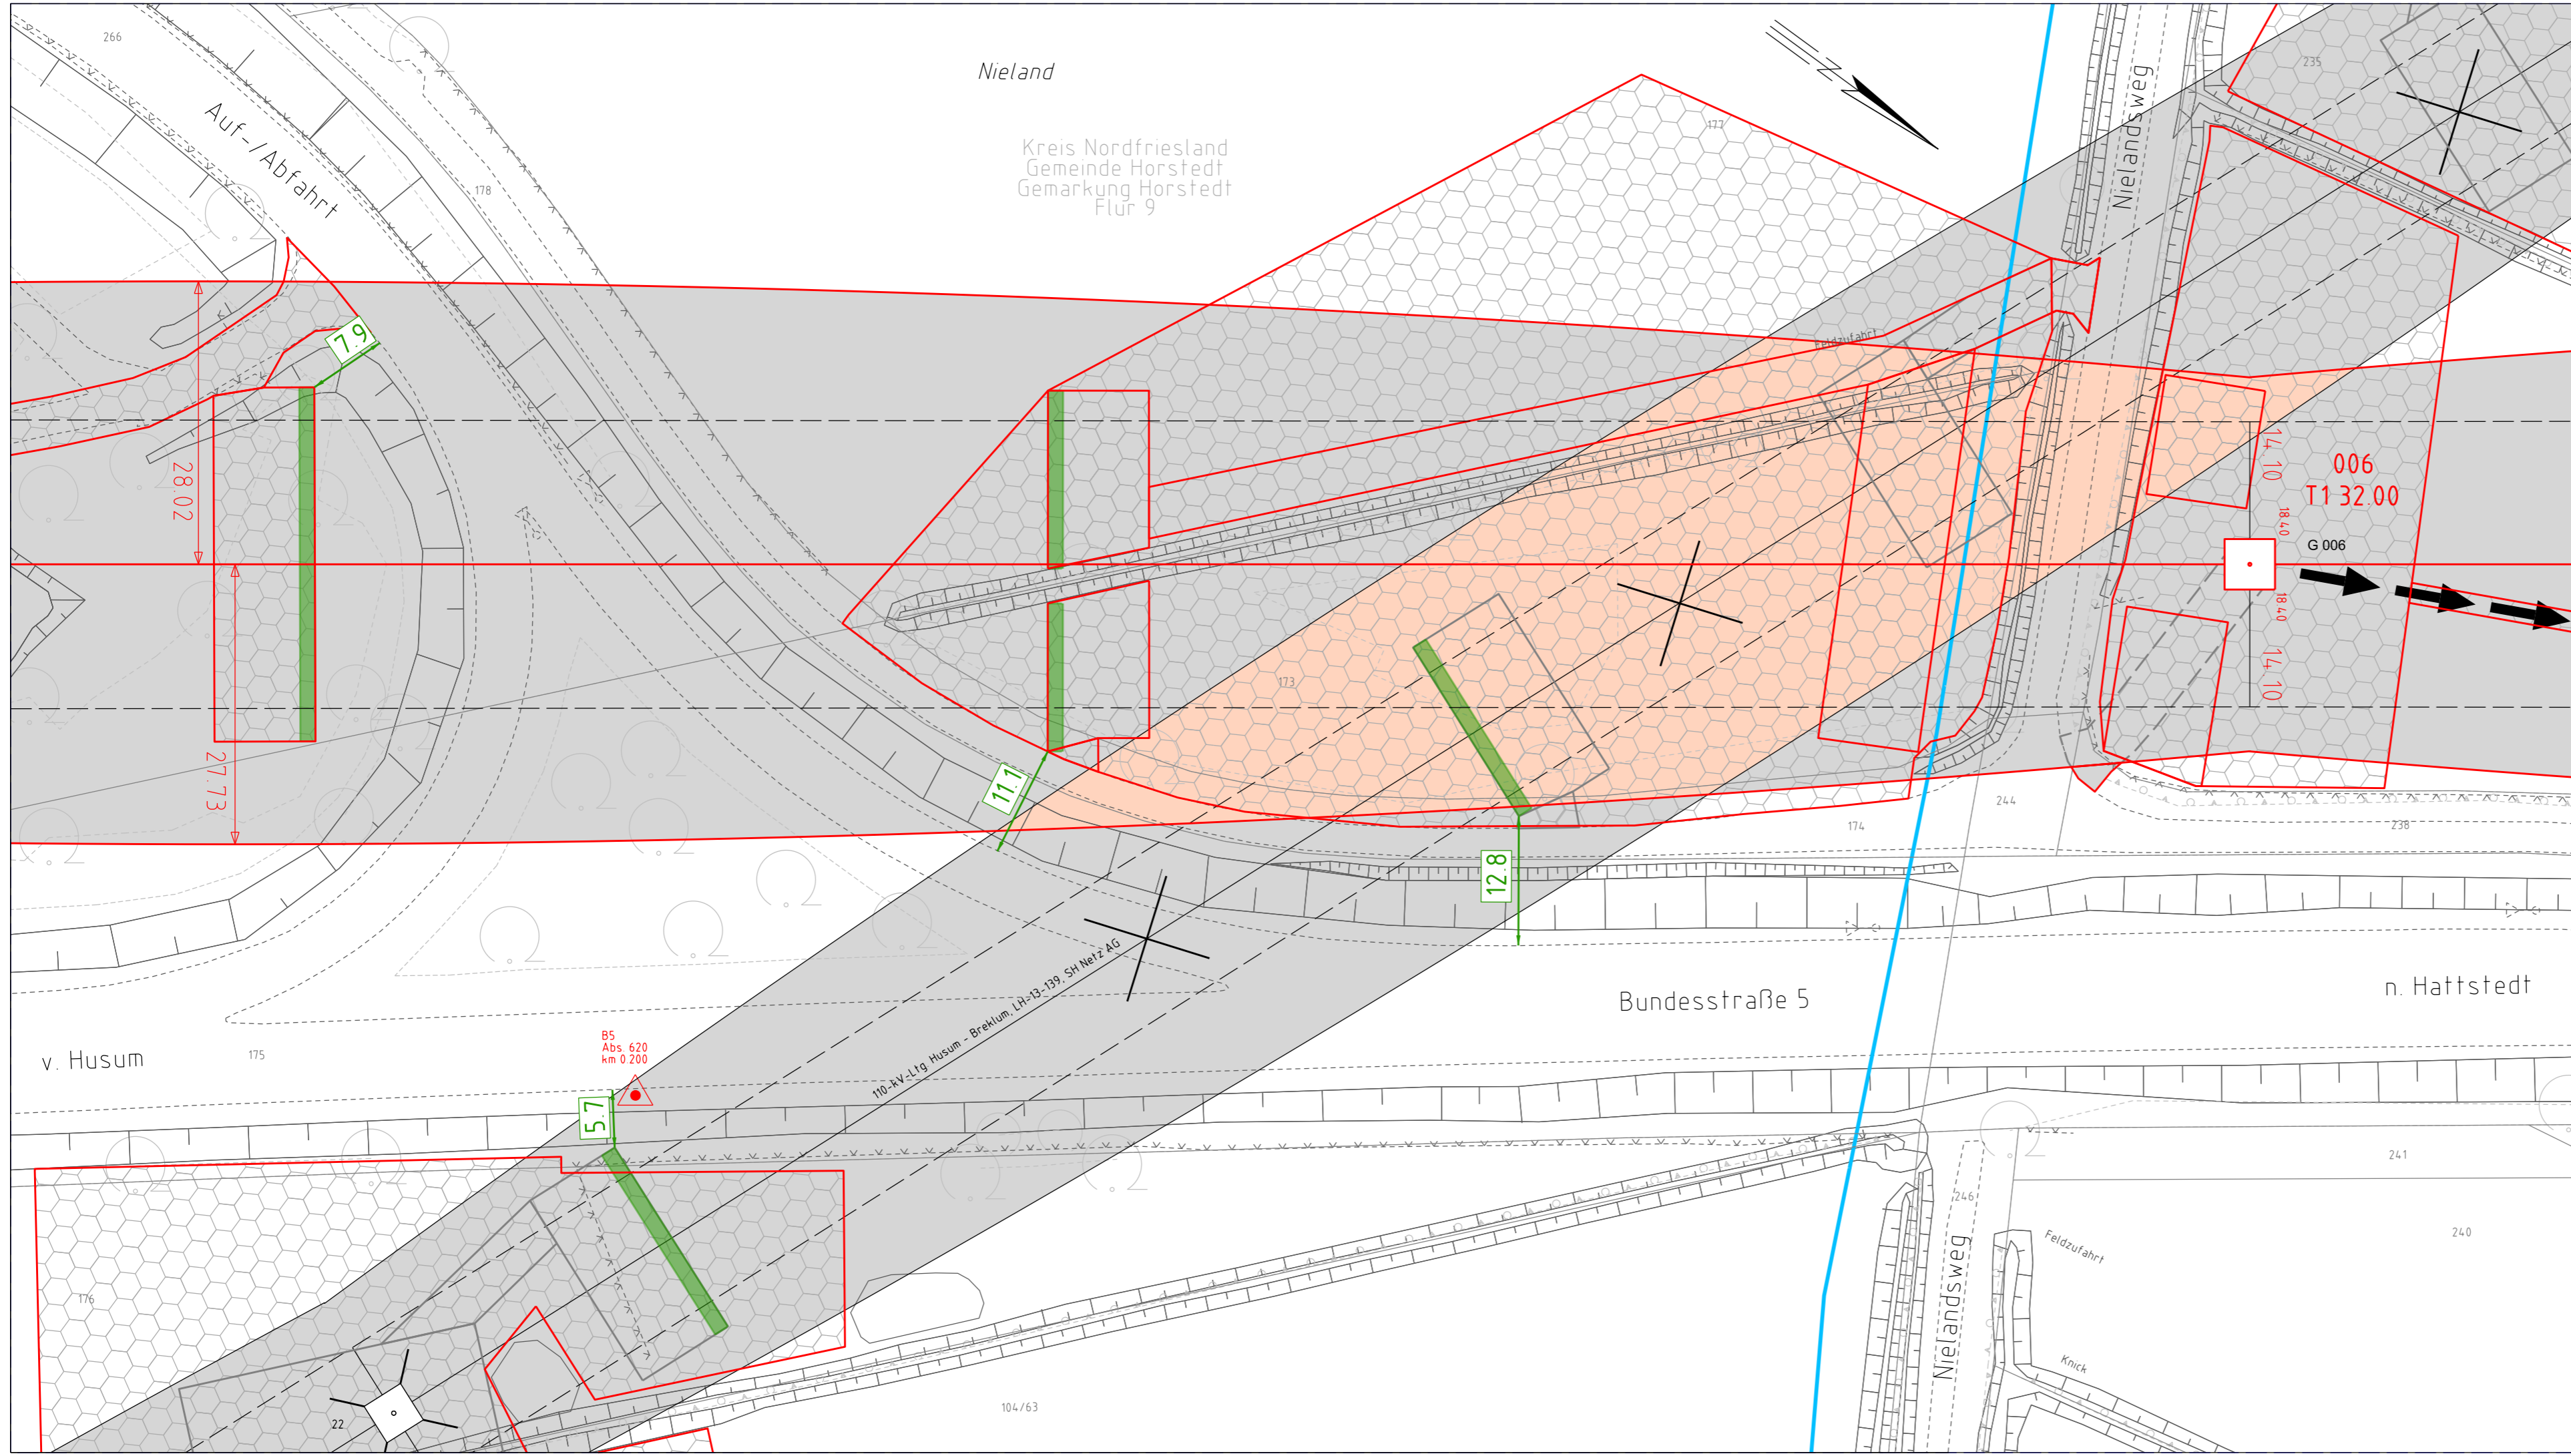 266
Auf-/Abfahrt
178
Nieland
Kreis Nordfriesland
Gemeinde Horstedt
Gemarkung Horstedt
Flur 9
177
N
Nielandsweg
235
7.9
28.02
27.73
Feldzufahrt
14.10
18.40
006
T1 32.00
G 006
18.40
14.10
173
11.1
12.8
174
244
238
Bundesstraße 5
n. Hattstedt
v. Husum
175
B5
Abs. 620
km 0.200
5.7
110-kV-Ltg. Husum - Breklum, LH-13-139, SH Netz AG
176
22
104/63
246
Nielandsweg
Feldzufahrt
Knick
241
240